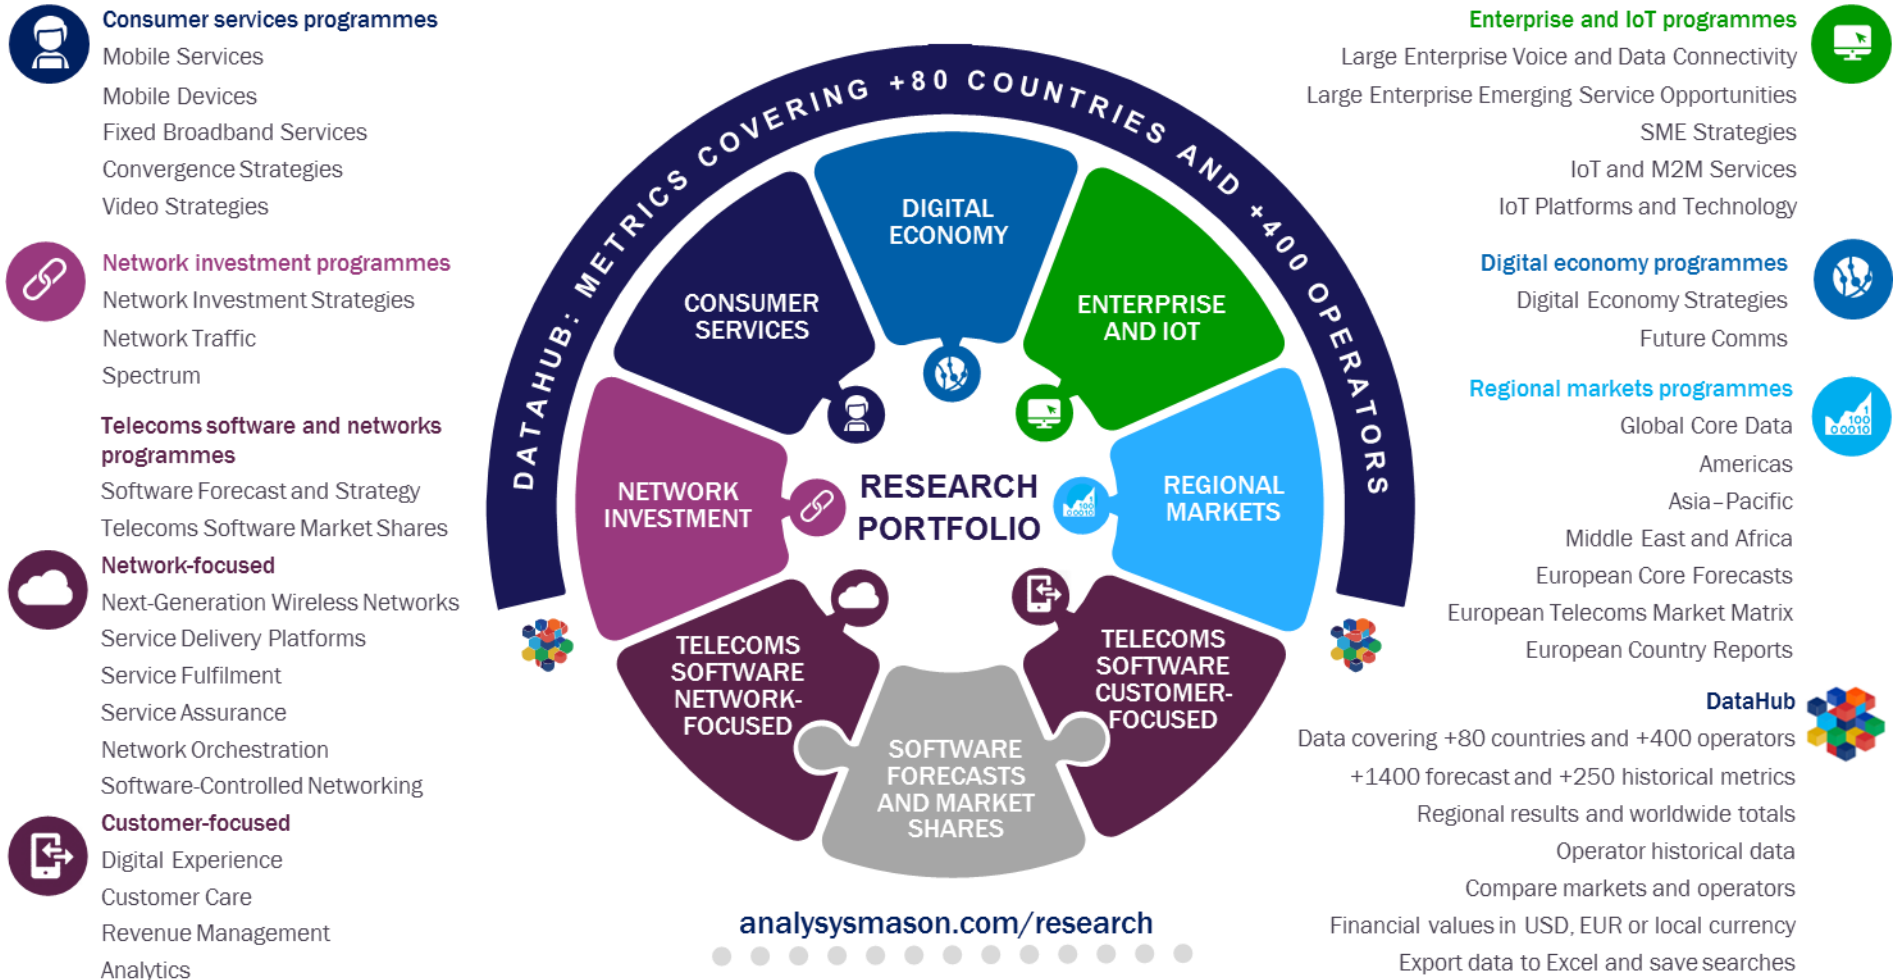 Consumer services programmes
Mobile Services
Mobile Devices
Fixed Broadband Services
Convergence Strategies
Video Strategies
Network investment programmes
Network Investment Strategies
Network Traffic
Spectrum
Telecoms software and networks
programmes
Software Forecast and Strategy
Telecoms Software Market Shares
Network-focused
Next-Generation Wireless Networks
Service Delivery Platforms
Service Fulfilment
Service Assurance
Network Orchestration
Software-Controlled Networking
Customer-focused
Digital Experience
Customer Care
Revenue Management
Analytics
DATAHUB: METRICS COVERING +80 COUNTRIES AND +400 OPERATORS
DIGITAL
ECONOMY
CONSUMER
SERVICES
ENTERPRISE
AND IOT
NETWORK
INVESTMENT
RESEARCH
PORTFOLIO
REGIONAL
MARKETS
1
100
00010
TELECOMS
SOFTWARE
NETWORK-
FOCUSED
TELECOMS
SOFTWARE
CUSTOMER-
FOCUSED
SOFTWARE
FORECASTS
AND MARKET
SHARES
analysysmason.com/research
Enterprise and IoT programmes
Large Enterprise Voice and Data Connectivity
Large Enterprise Emerging Service Opportunities
SME Strategies
IoT and M2M Services
IoT Platforms and Technology
Digital economy programmes
Digital Economy Strategies
Future Comms
Regional markets programmes
Global Core Data
Americas
Asia–Pacific
Middle East and Africa
European Core Forecasts
European Telecoms Market Matrix
European Country Reports
1
100
00010
DataHub
Data covering +80 countries and +400 operators
+1400 forecast and +250 historical metrics
Regional results and worldwide totals
Operator historical data
Compare markets and operators
Financial values in USD, EUR or local currency
Export data to Excel and save searches